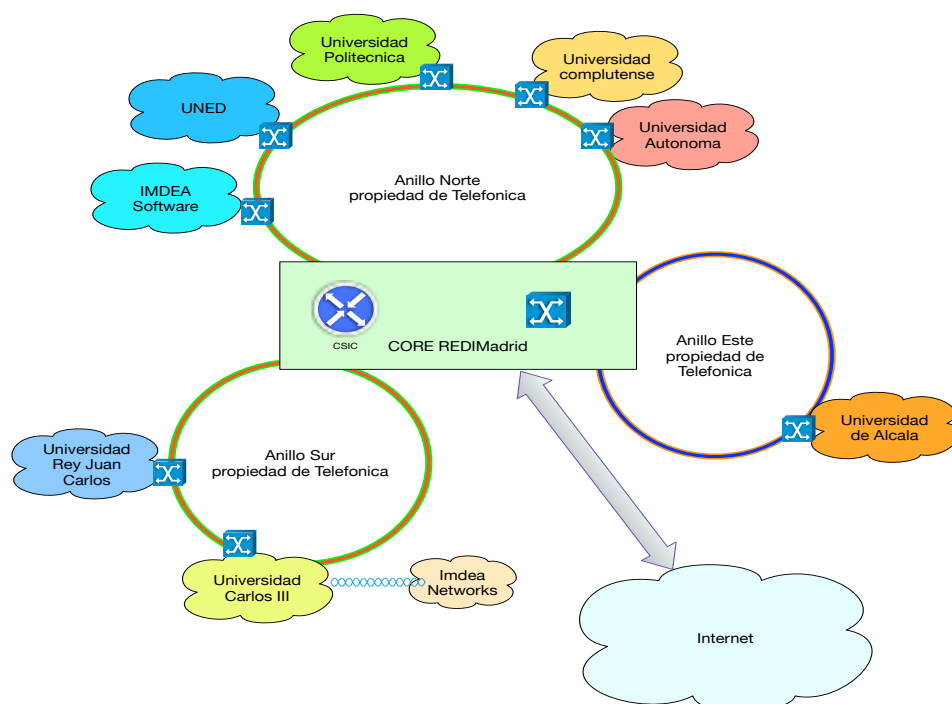 Universidad
Politecnica
Universidad
complutense
UNED
Universidad
Autonoma
IMDEA
Software
Anillo Norte
propiedad de Telefonica
CSIC
CORE REDIMadrid
Anillo Este
propiedad de
Telefonica
Universidad
de Alcala
Universidad
Rey Juan
Carlos
Anillo Sur
propiedad de Telefonica
Universidad
Carlos III
Imdea
Networks
Internet